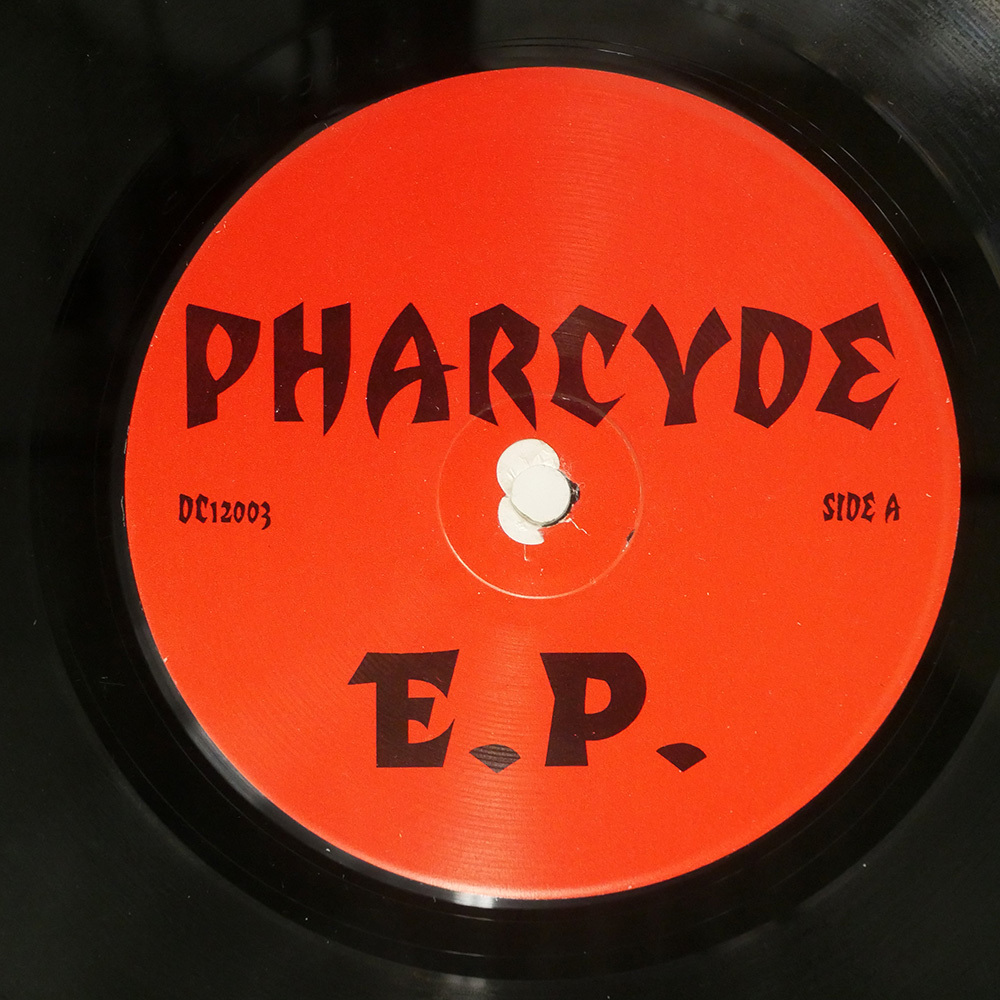 PHARCYDE
DC12003
SIDE A
E.P.